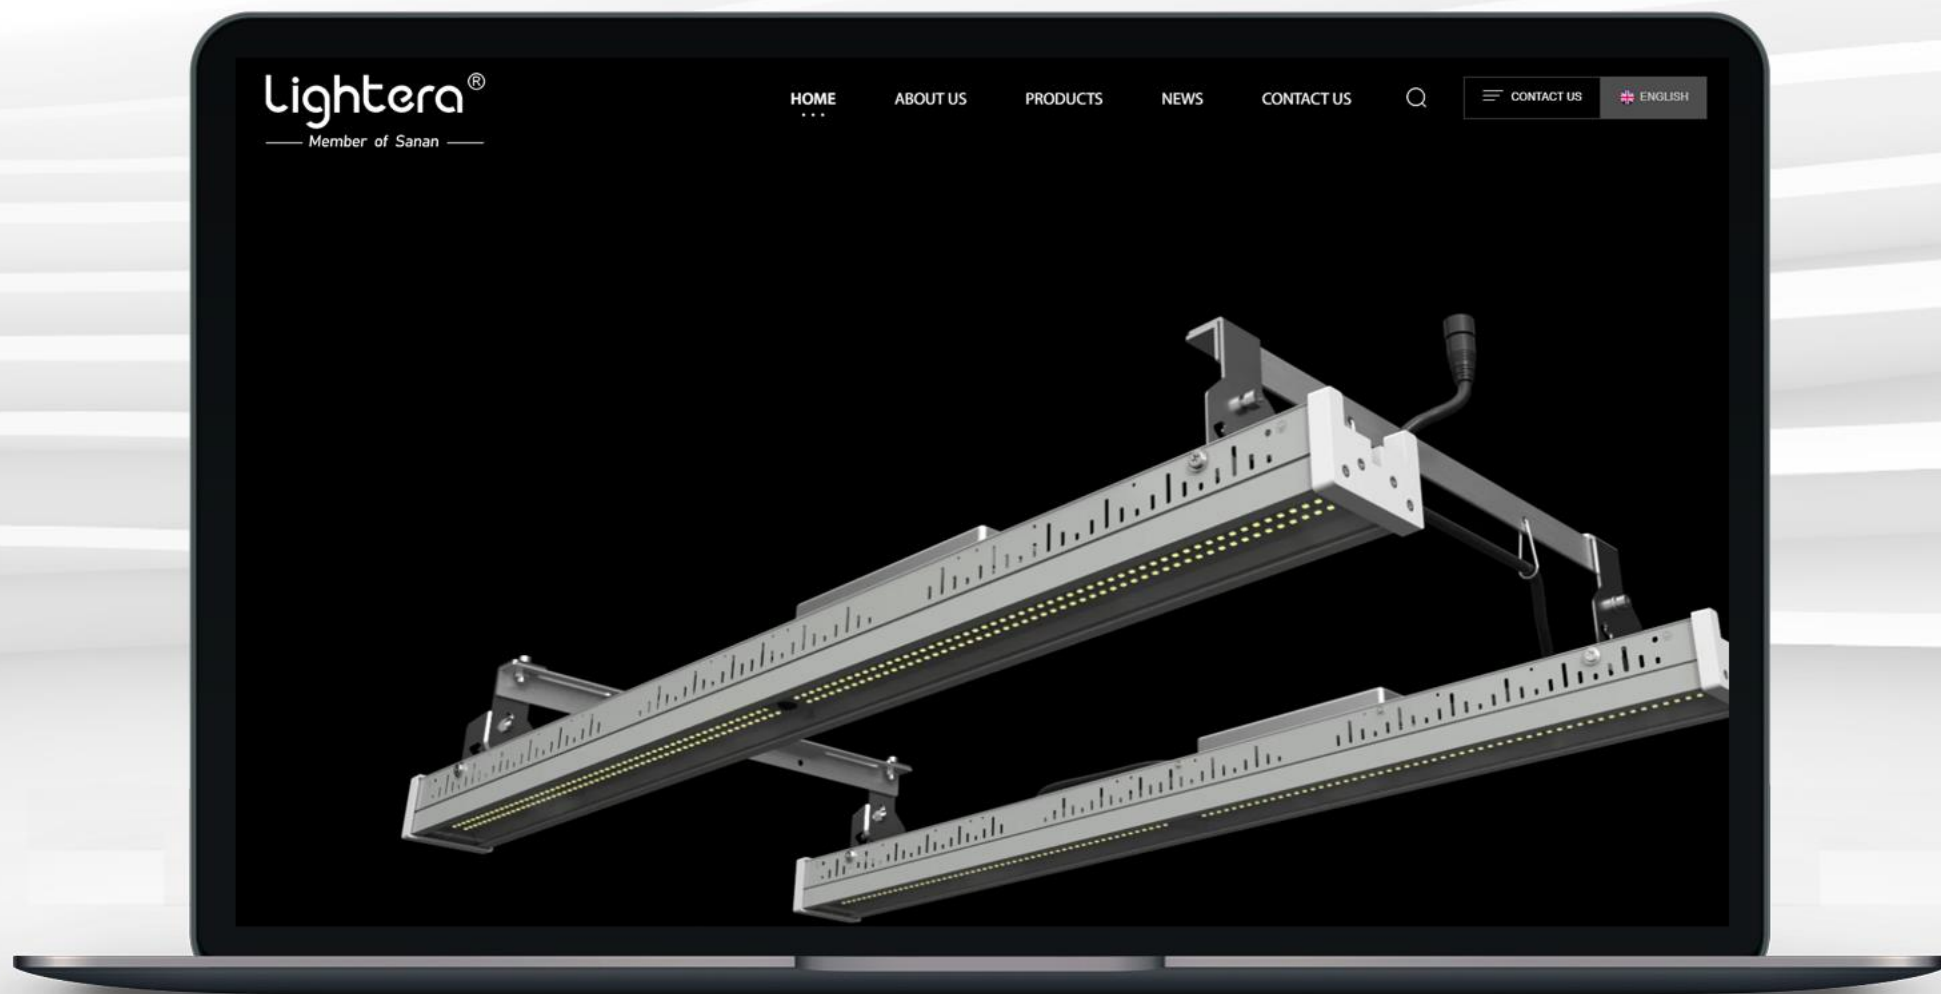 Lightera®
Member of Sanan
HOME
ABOUT US
PRODUCTS
NEWS
CONTACT US
CONTACT US
ENGLISH